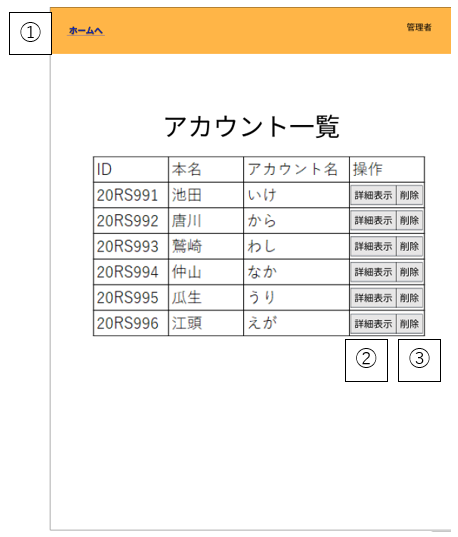 ①
ホームへ 管理者
アカウント一覧
ID 本名 アカウント名 操作
20RS991 池田 いけ 詳細表示 削除
20RS992 唐川 から 詳細表示 削除
20RS993 鷲崎 わし 詳細表示 削除
20RS994 仲山 なか 詳細表示 削除
20RS995 瓜生 うり 詳細表示 削除
20RS996 江頭 えが 詳細表示 削除
② ③